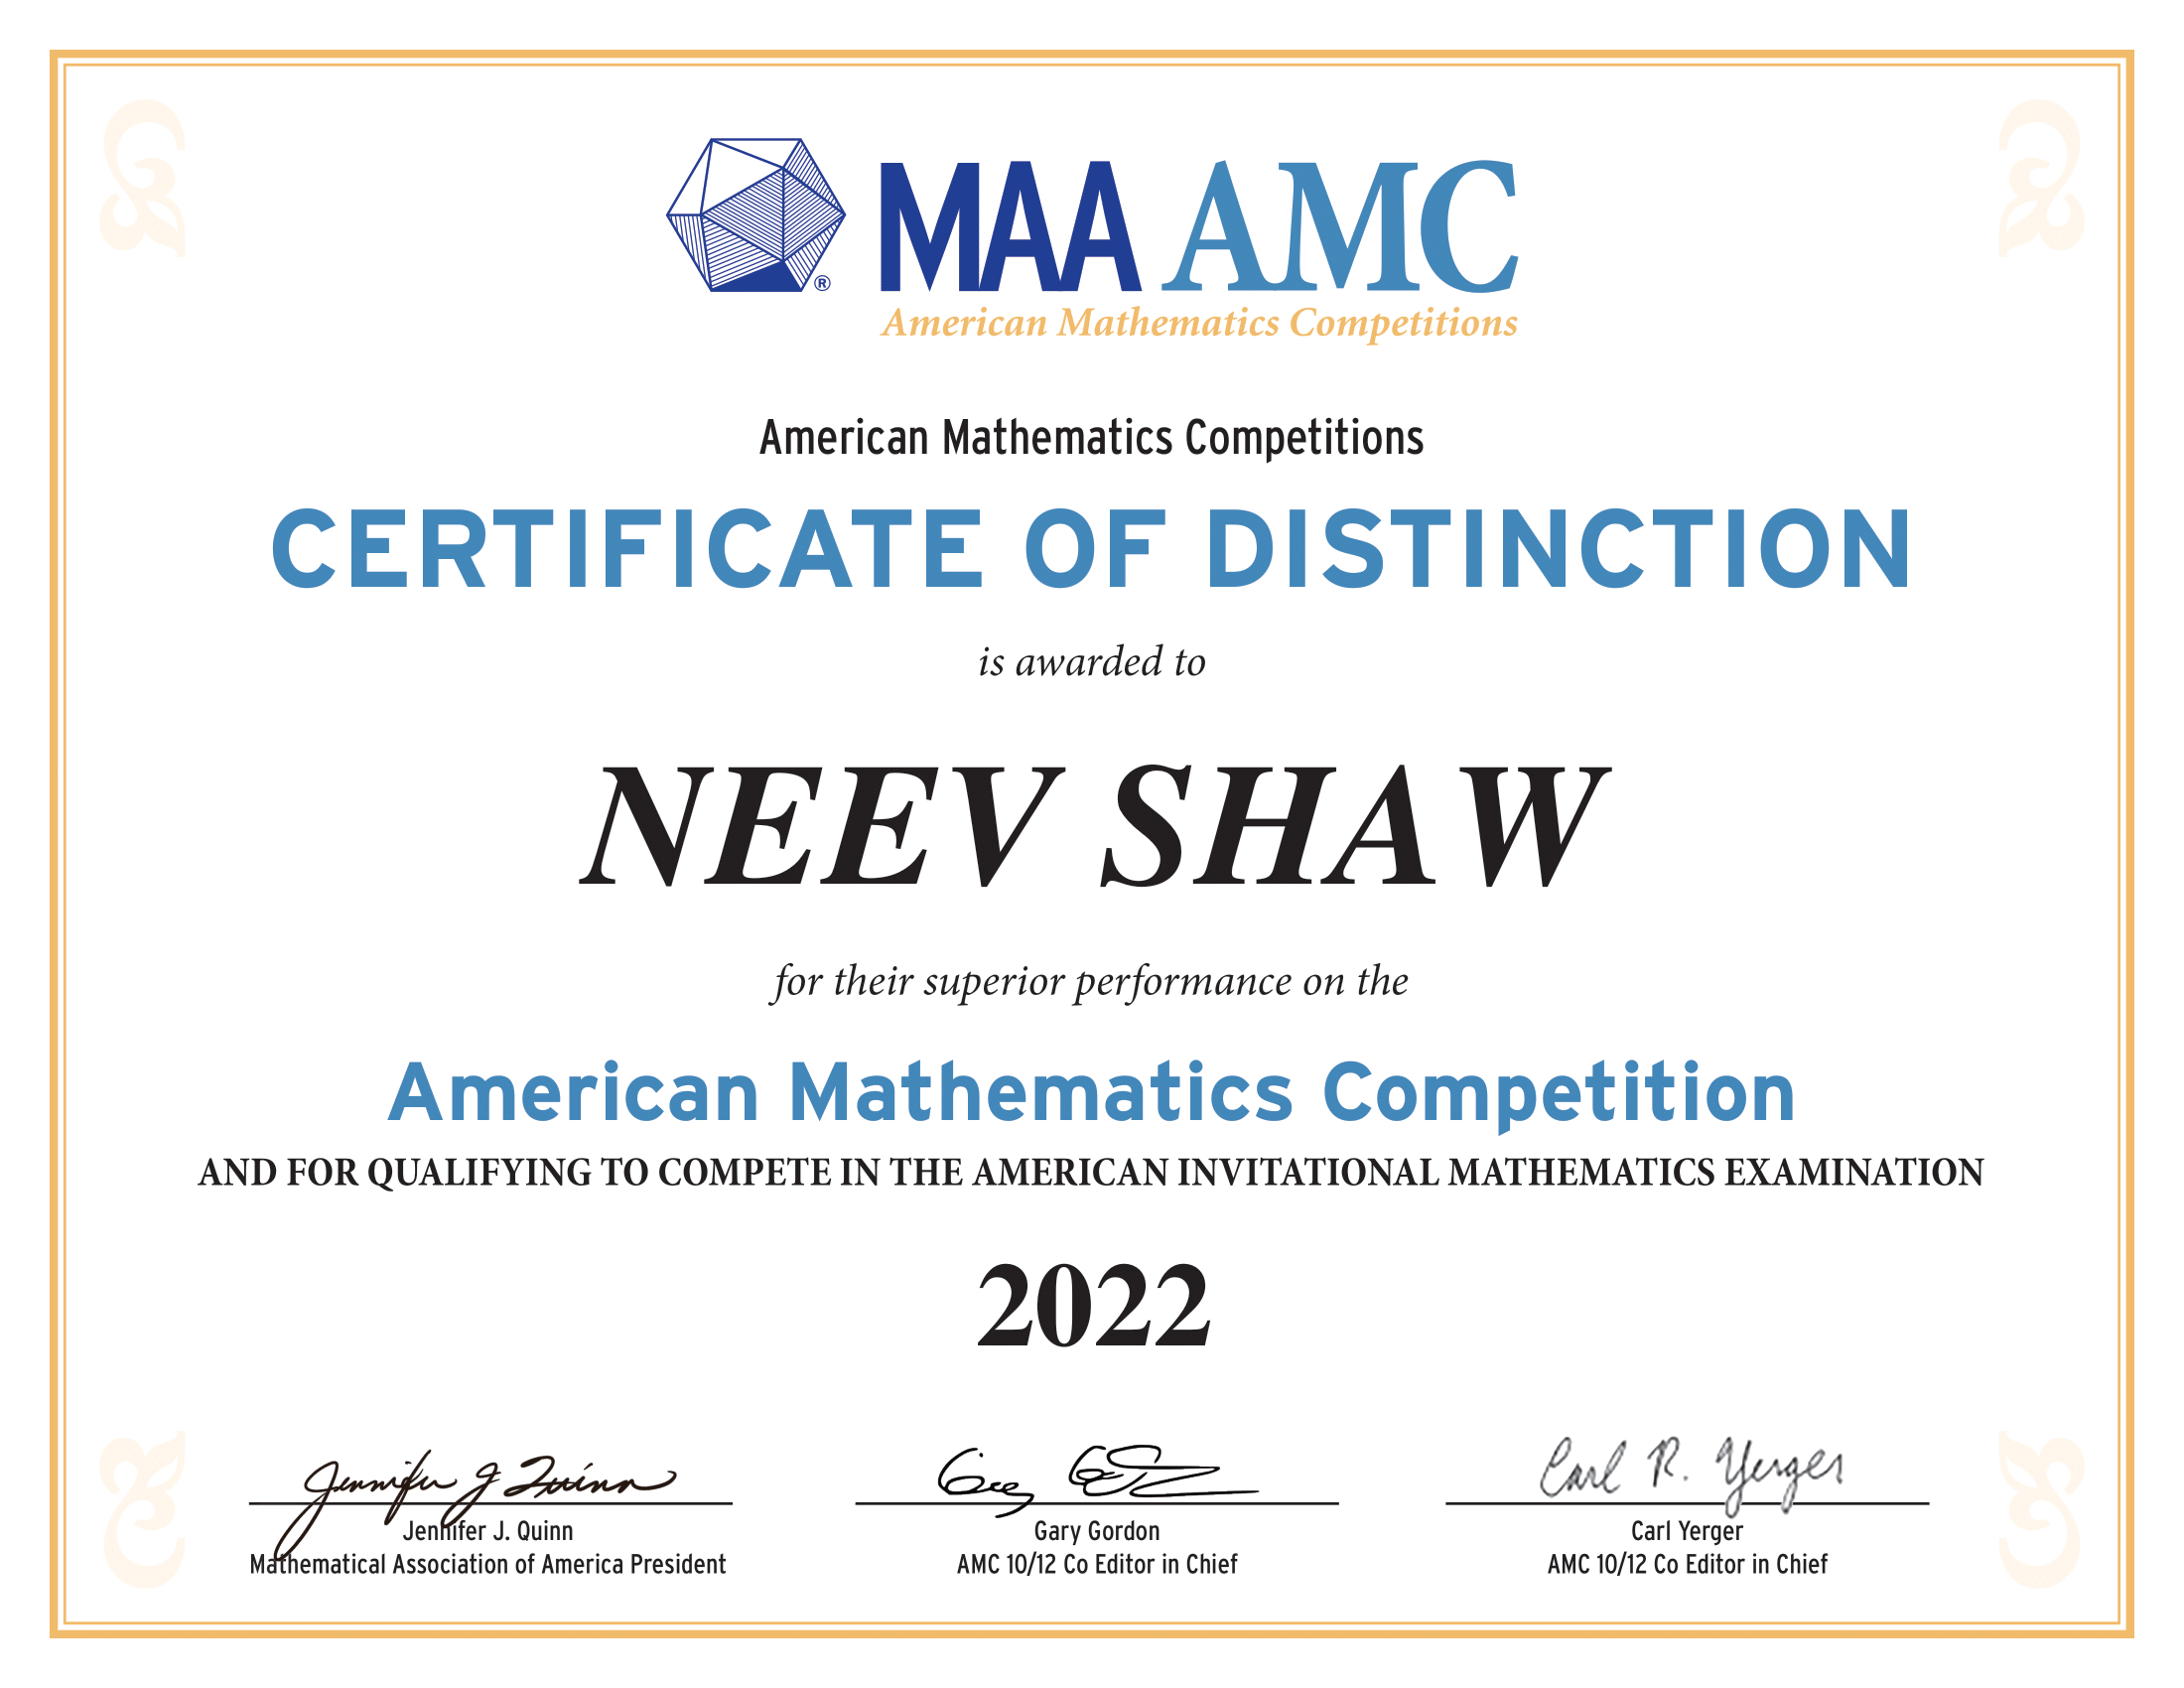 MAA AMC
®
American Mathematics Competitions
American Mathematics Competitions
CERTIFICATE OF DISTINCTION
is awarded to
NEEV SHAW
for their superior performance on the
American Mathematics Competition
AND FOR QUALIFYING TO COMPETE IN THE AMERICAN INVITATIONAL MATHEMATICS EXAMINATION
2022
Jennifer J Quinn
Jennifer J. Quinn
Mathematical Association of America President
Gary Gordon
AMC 10/12 Co Editor in Chief
Carl R. Yerger
Carl Yerger
AMC 10/12 Co Editor in Chief